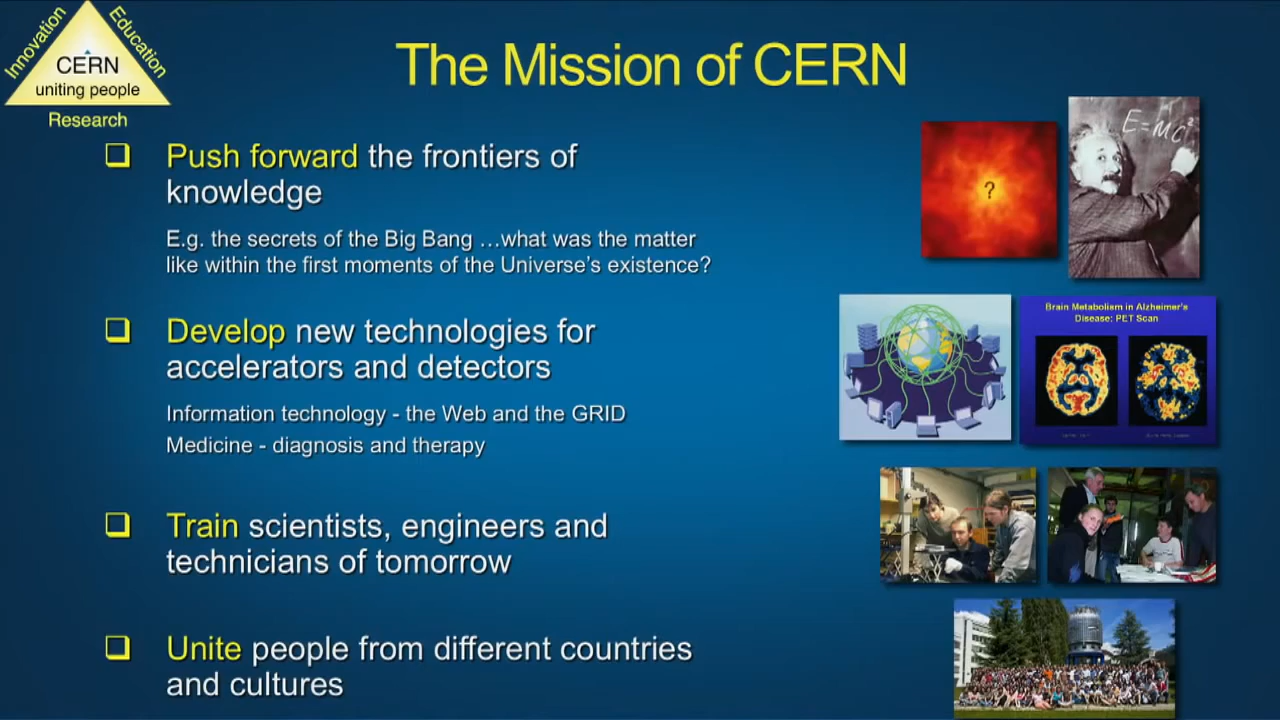 Innovation
Education
CERN
uniting people
Research
The Mission of CERN
❑ Push forward the frontiers of
knowledge
E.g. the secrets of the Big Bang …what was the matter
like within the first moments of the Universe's existence?
?
E=mc²
❑ Develop new technologies for
accelerators and detectors
Information technology - the Web and the GRID
Medicine - diagnosis and therapy
Brain Metabolism in Alzheimer's
Disease: PET Scan
❑ Train scientists, engineers and
technicians of tomorrow
❑ Unite people from different countries
and cultures